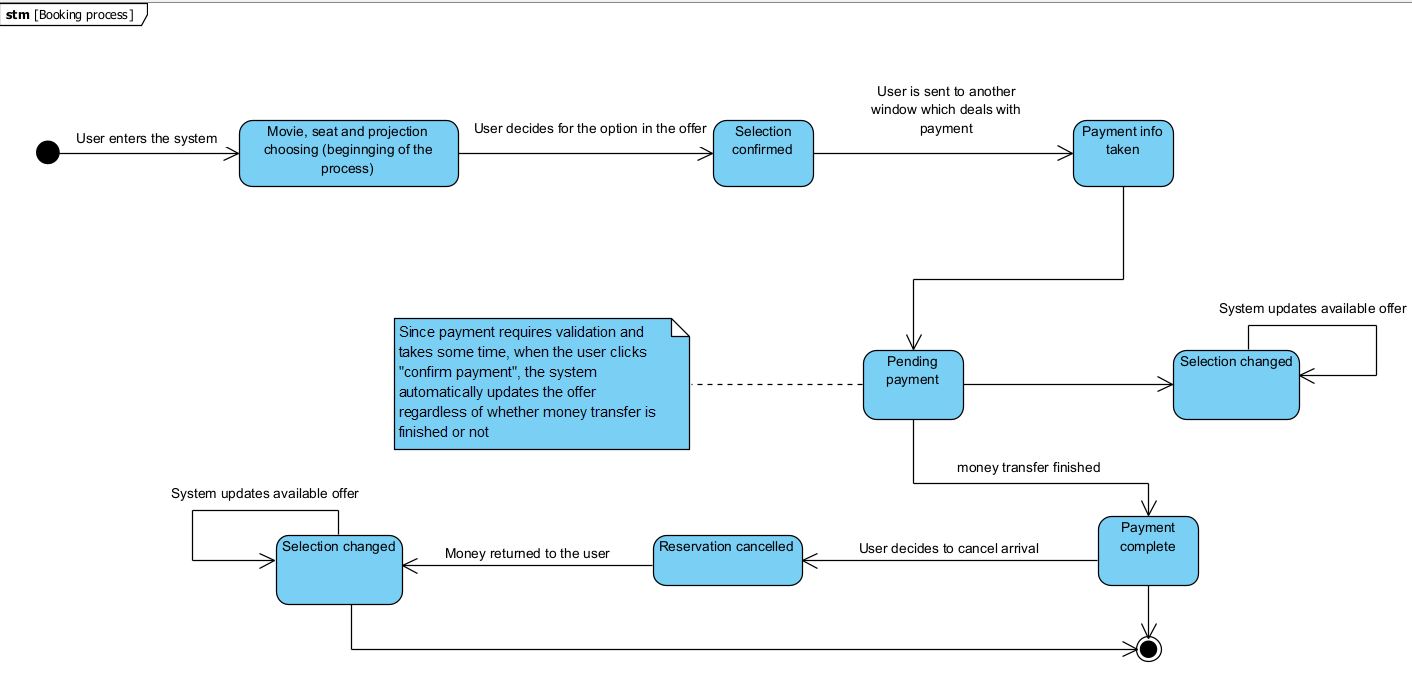 stm [Booking process]
User is sent to another
window which deals with
payment
User enters the system
Movie, seat and projection
choosing (beginnging of the
process)
User decides for the option in the offer
Selection
confirmed
Payment info
taken
System updates available offer
Since payment requires validation and
takes some time, when the user clicks
"confirm payment", the system
automatically updates the offer
regardless of whether money transfer is
finished or not
Pending
payment
Selection changed
money transfer finished
System updates available offer
Selection changed
Money returned to the user
Reservation cancelled
User decides to cancel arrival
Payment
complete